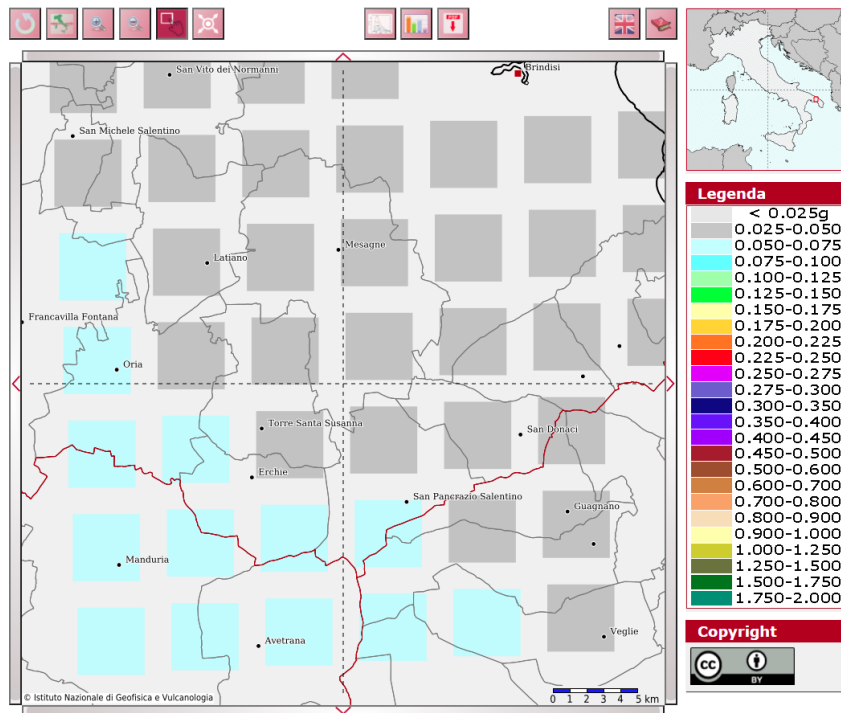 PDF
San Vito dei Normanni
Brindisi
San Michele Salentino
Latiano
Mesagne
Francavilla Fontana
Oria
Torre Santa Susanna
San Donaci
Erchie
San Pancrazio Salentino
Guagnano
Manduria
Avetrana
Veglie
© Istituto Nazionale di Geofisica e Vulcanologia
0 1 2 3 4 5 km
Legenda
< 0.025g
0.025-0.050
0.050-0.075
0.075-0.100
0.100-0.125
0.125-0.150
0.150-0.175
0.175-0.200
0.200-0.225
0.225-0.250
0.250-0.275
0.275-0.300
0.300-0.350
0.350-0.400
0.400-0.450
0.450-0.500
0.500-0.600
0.600-0.700
0.700-0.800
0.800-0.900
0.900-1.000
1.000-1.250
1.250-1.500
1.500-1.750
1.750-2.000
Copyright
cc
BY